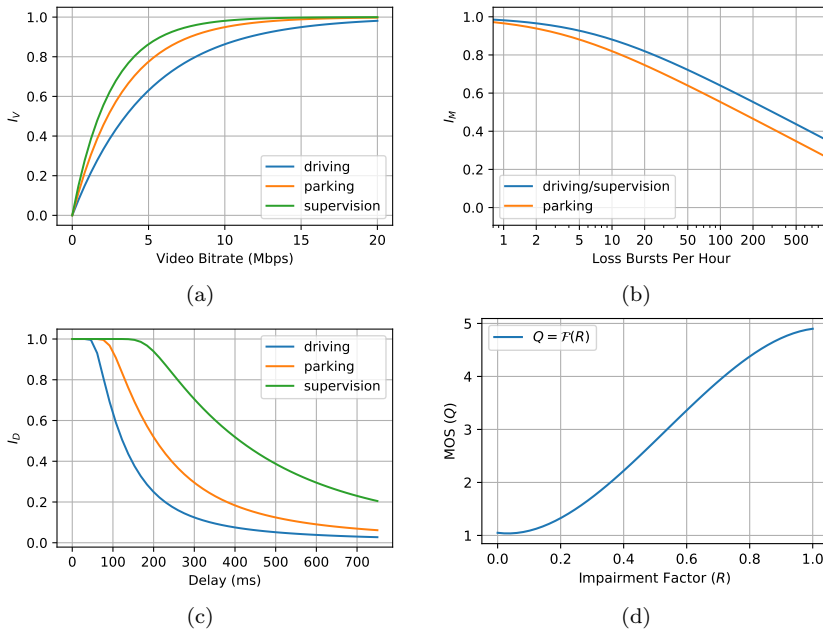 1.0
0.8
0.6
0.4
0.2
0.0
I_V
driving
parking
supervision
0 5 10 15 20
Video Bitrate (Mbps)
(a)
1.0
0.8
0.6
0.4
0.2
0.0
I_M
driving/supervision
parking
1 2 5 10 20 50 100 200 500
Loss Bursts Per Hour
(b)
1.0
0.8
0.6
0.4
0.2
0.0
I_D
driving
parking
supervision
0 100 200 300 400 500 600 700
Delay (ms)
(c)
5
4
3
2
1
MOS (Q)
Q = F(R)
0.0 0.2 0.4 0.6 0.8 1.0
Impairment Factor (R)
(d)